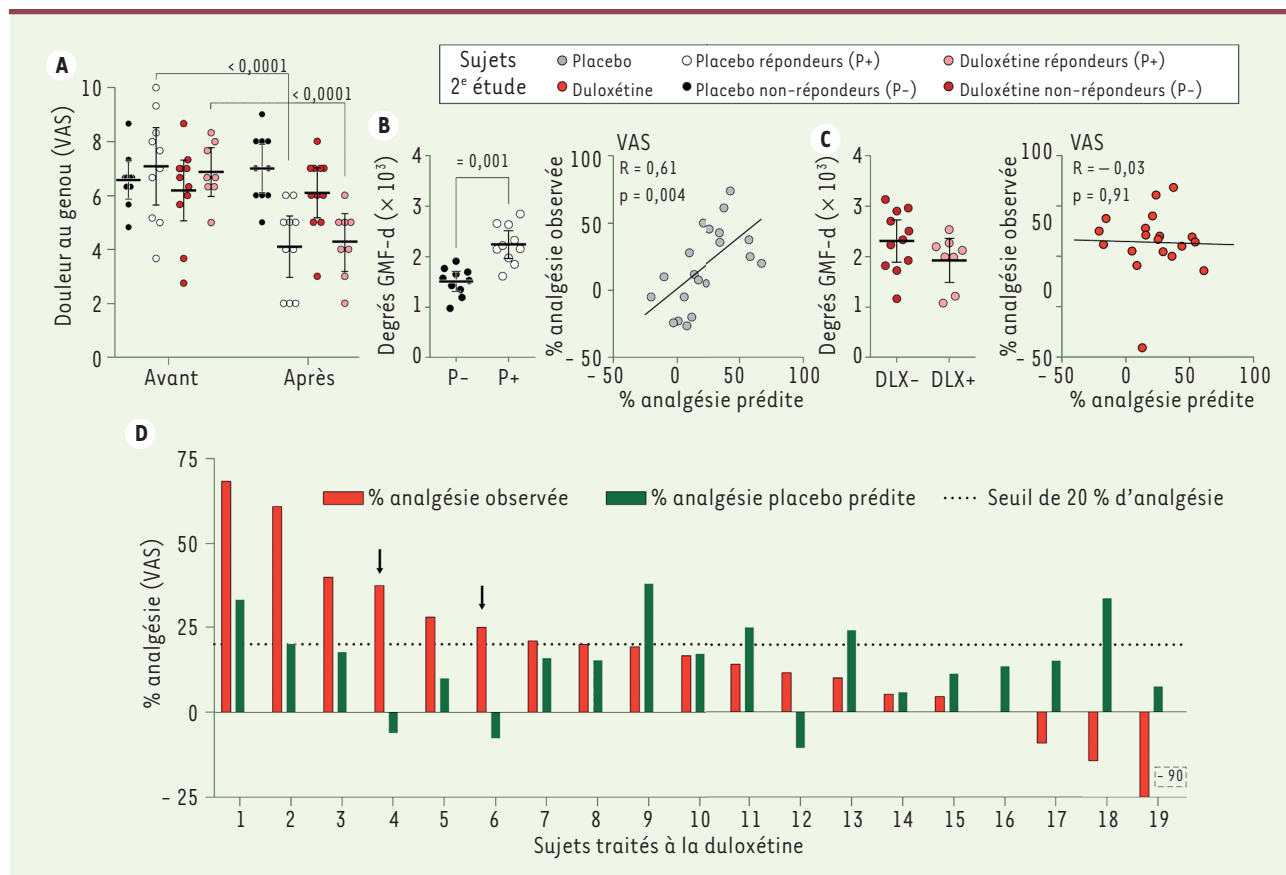 A
Sujets
2e étude
Placebo
Placebo répondeurs (P+)
Duloxétine répondeurs (P+)
Duloxétine
Placebo non-répondeurs (P-)
Duloxétine non-répondeurs (P-)
Douleur au genou (VAS)
10
8
6
4
2
0
< 0,0001
< 0,0001
Avant
Après
B
Degrés GMF-d (× 10³)
4
3
2
1
0
= 0,001
P-
P+
VAS
R = 0,61
p = 0,004
% analgésie observée
100
50
0
- 50
- 50
0
50
100
% analgésie prédite
C
Degrés GMF-d (× 10³)
4
3
2
1
0
DLX-
DLX+
VAS
R = - 0,03
p = 0,91
% analgésie observée
100
50
0
- 50
- 50
0
50
100
% analgésie prédite
D
% analgésie (VAS)
75
50
25
0
- 25
% analgésie observée
% analgésie placebo prédite
Seuil de 20 % d'analgésie
- 90
1 2 3 4 5 6 7 8 9 10 11 12 13 14 15 16 17 18 19
Sujets traités à la duloxétine